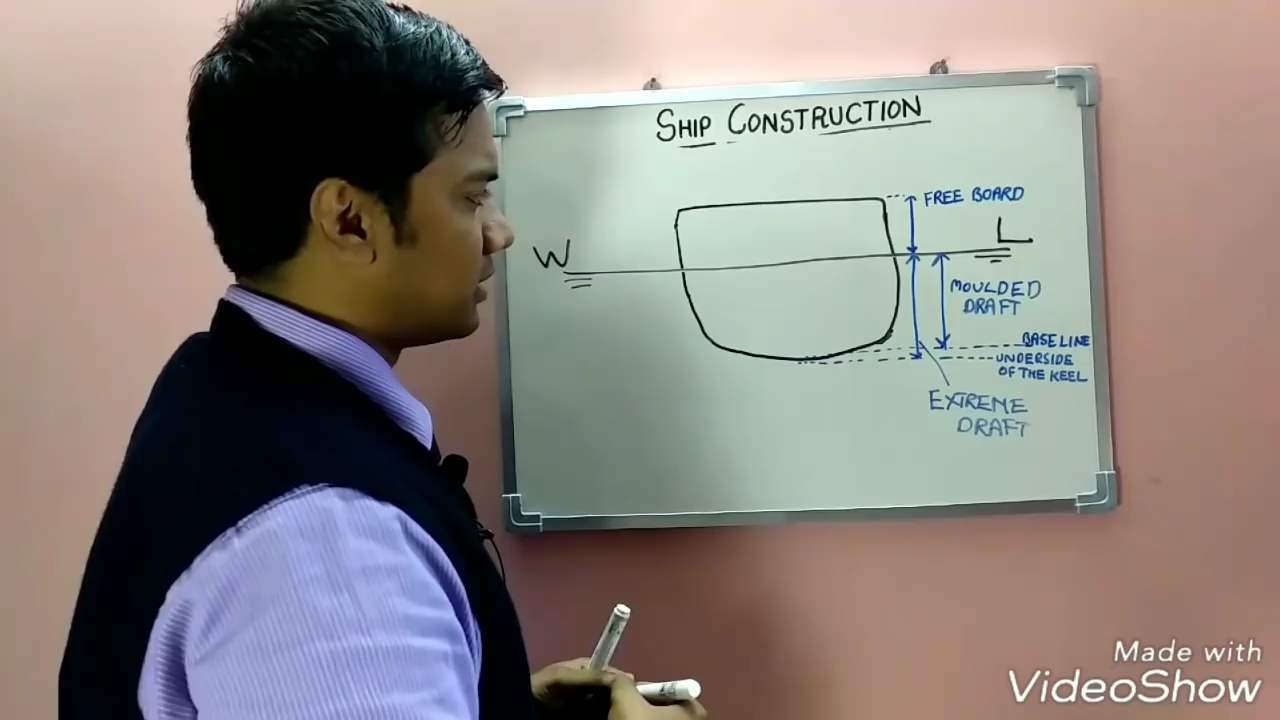 SHIP CONSTRUCTION
FREE BOARD
W
L
MOULDED
DRAFT
BASE LINE
UNDERSIDE
OF THE KEEL
EXTREME
DRAFT
Made with
VideoShow